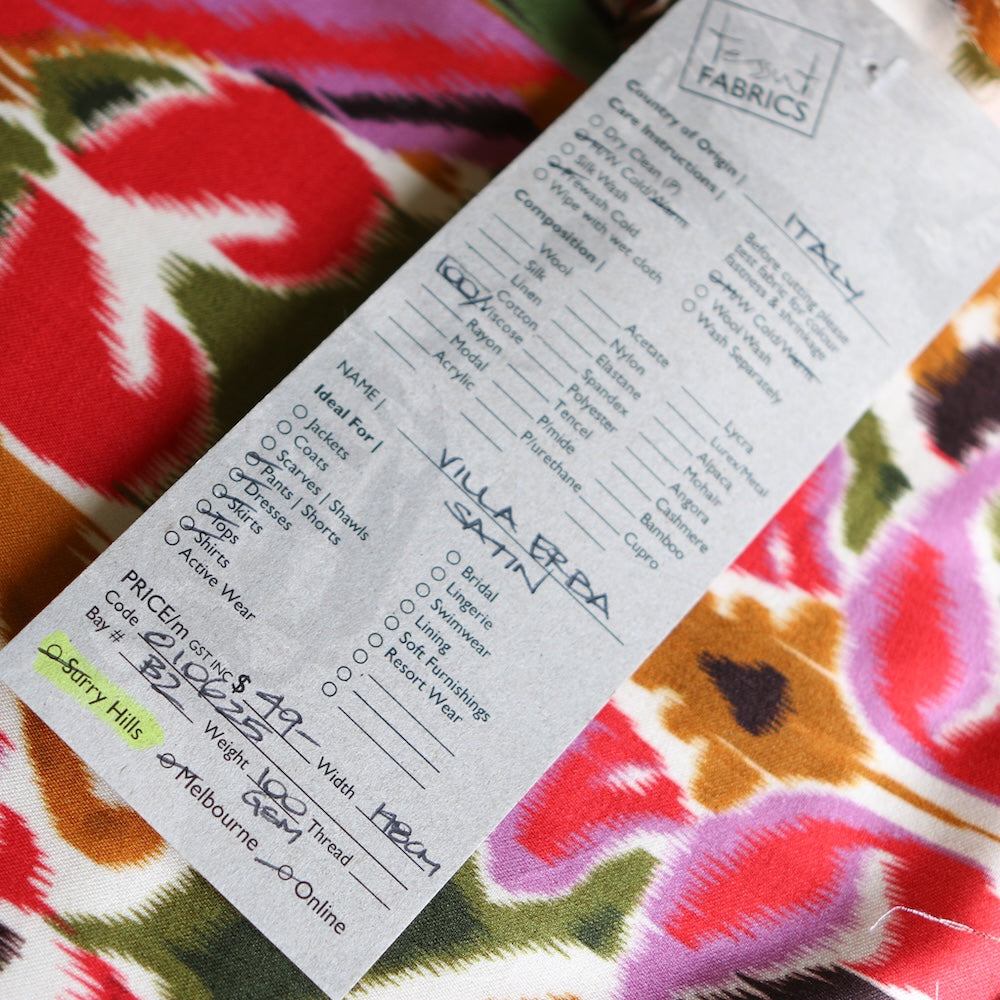 Tessuti
FABRICS
Country of Origin | ITALY
Care Instructions |
Dry Clean (P)
H/W Cold/Warm
Silk Wash
Prewash Cold
Wipe with wet cloth
Before cutting please
test fabric for colour
fastness & shrinkage
H/W Cold/Warm
Wool Wash
Wash Separately
Composition |
Wool
Silk
Linen
Cotton
100% Viscose
Rayon
Modal
Acrylic
Acetate
Nylon
Elastane
Spandex
Polyester
Tencel
P/mide
P/urethane
Lycra
Lurex/Metal
Alpaca
Mohair
Angora
Cashmere
Bamboo
Cupro
NAME | VILLA ERBA
SATIN
Ideal For |
Jackets
Coats
Scarves | Shawls
Pants | Shorts
Dresses
Skirts
Tops
Shirts
Active Wear
Bridal
Lingerie
Swimwear
Lining
Soft Furnishings
Resort Wear
PRICE/m GST INC $ 49- Width 148cm
Code e10625 Weight 100 GSM Thread
Bay # B2
Surry Hills Melbourne Online